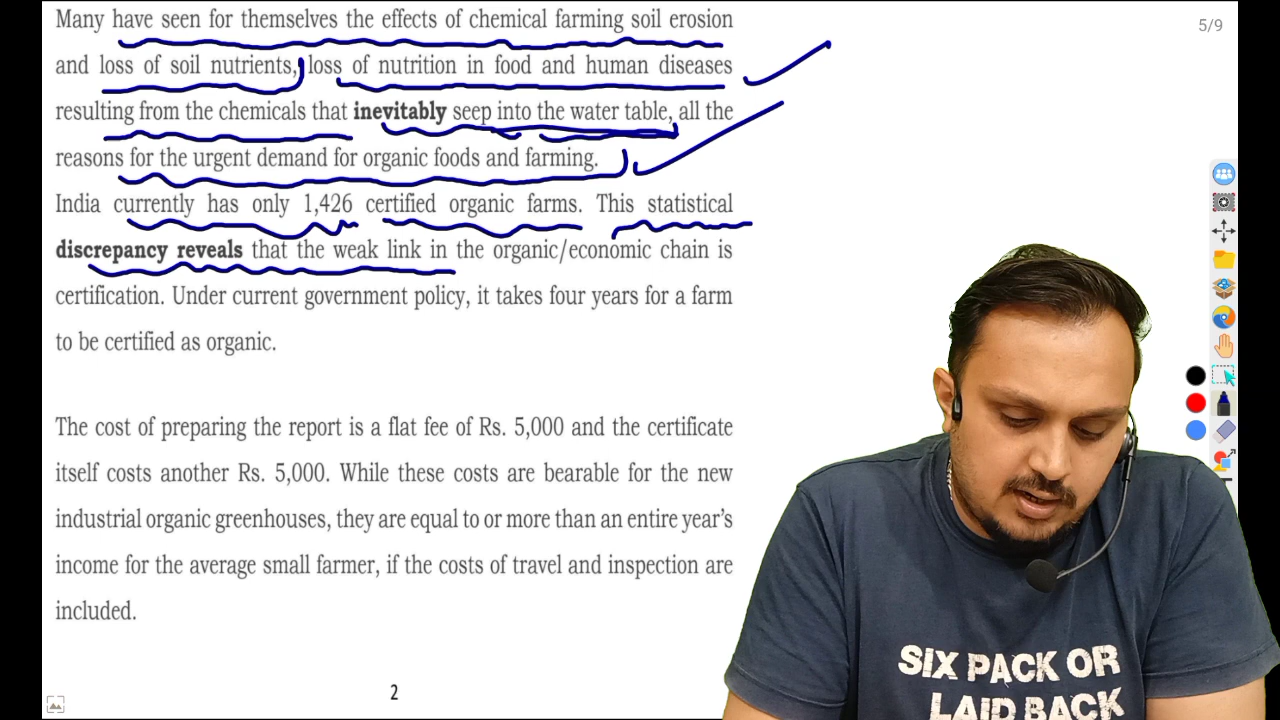 Many have seen for themselves the effects of chemical farming soil erosion
5/9
and loss of soil nutrients, loss of nutrition in food and human diseases
resulting from the chemicals that inevitably seep into the water table, all the
reasons for the urgent demand for organic foods and farming.
India currently has only 1,426 certified organic farms. This statistical
discrepancy reveals that the weak link in the organic/economic chain is
certification. Under current government policy, it takes four years for a farm
to be certified as organic.
The cost of preparing the report is a flat fee of Rs. 5,000 and the certificate
itself costs another Rs. 5,000. While these costs are bearable for the new
industrial organic greenhouses, they are equal to or more than an entire year's
income for the average small farmer, if the costs of travel and inspection are
included.
2
SIX PACK OR
LAID BACK